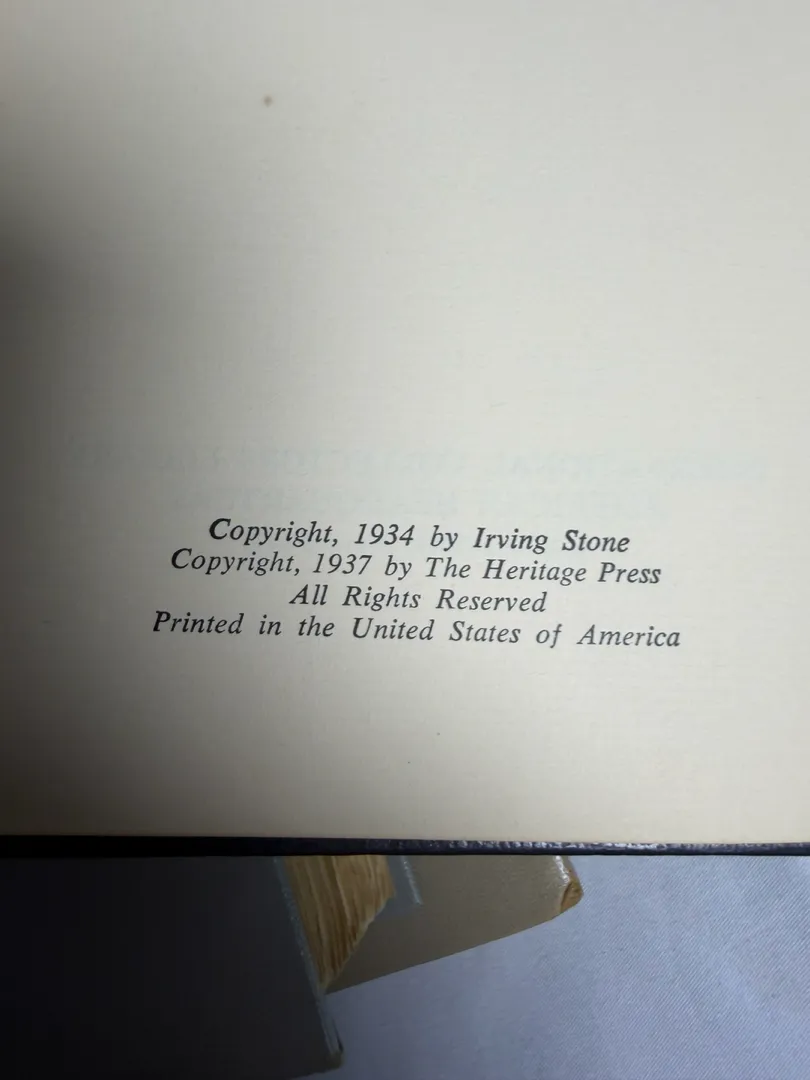 Copyright, 1934 by Irving Stone
Copyright, 1937 by The Heritage Press
All Rights Reserved
Printed in the United States of America